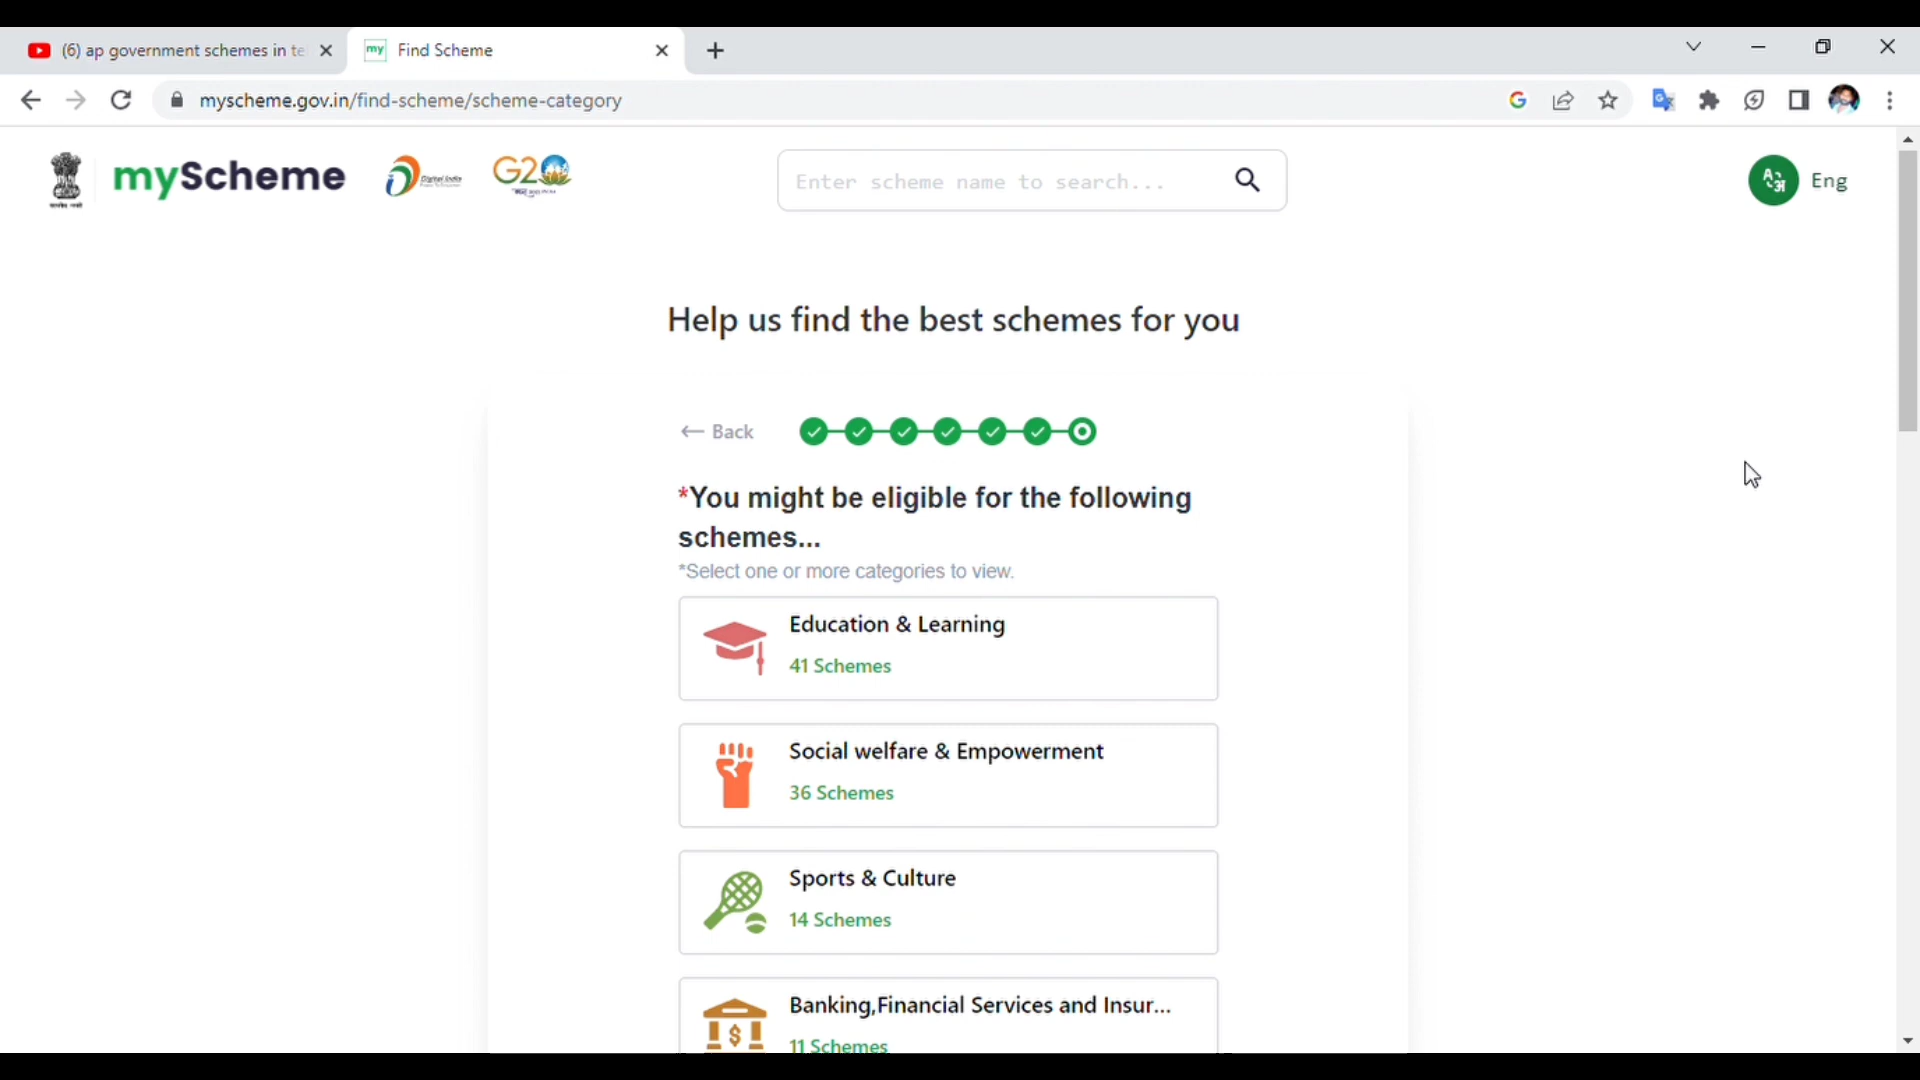 (6) ap government schemes in te
my Find Scheme
myscheme.gov.in/find-scheme/scheme-category
myScheme
Digital India
G20
Enter scheme name to search...
Eng
Help us find the best schemes for you
Back
*You might be eligible for the following
schemes...
*Select one or more categories to view.
Education & Learning
41 Schemes
Social welfare & Empowerment
36 Schemes
Sports & Culture
14 Schemes
Banking,Financial Services and Insur...
11 Schemes